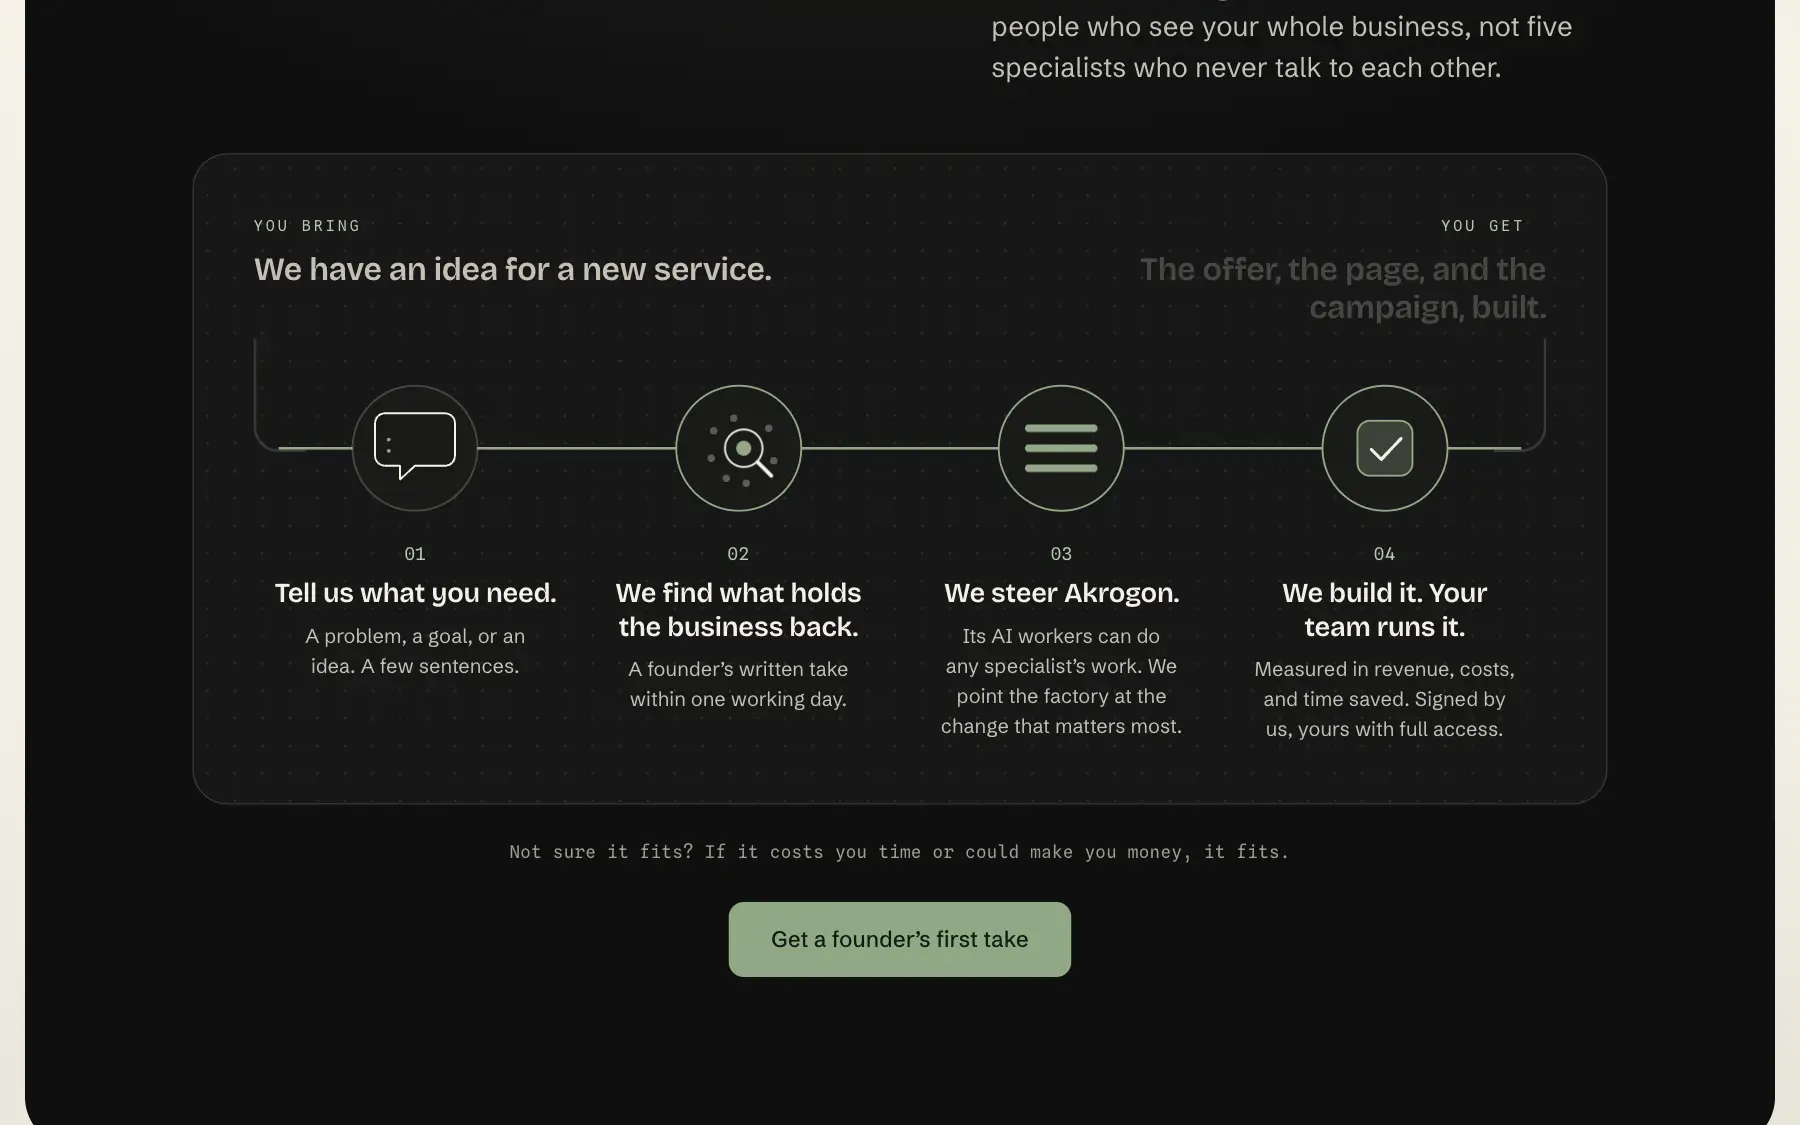 people who see your whole business, not five
specialists who never talk to each other.
YOU BRING
We have an idea for a new service.
YOU GET
The offer, the page, and the
campaign, built.
01
Tell us what you need.
A problem, a goal, or an
idea. A few sentences.
02
We find what holds
the business back.
A founder’s written take
within one working day.
03
We steer Akrogon.
Its AI workers can do
any specialist’s work. We
point the factory at the
change that matters most.
04
We build it. Your
team runs it.
Measured in revenue, costs,
and time saved. Signed by
us, yours with full access.
Not sure it fits? If it costs you time or could make you money, it fits.
Get a founder’s first take